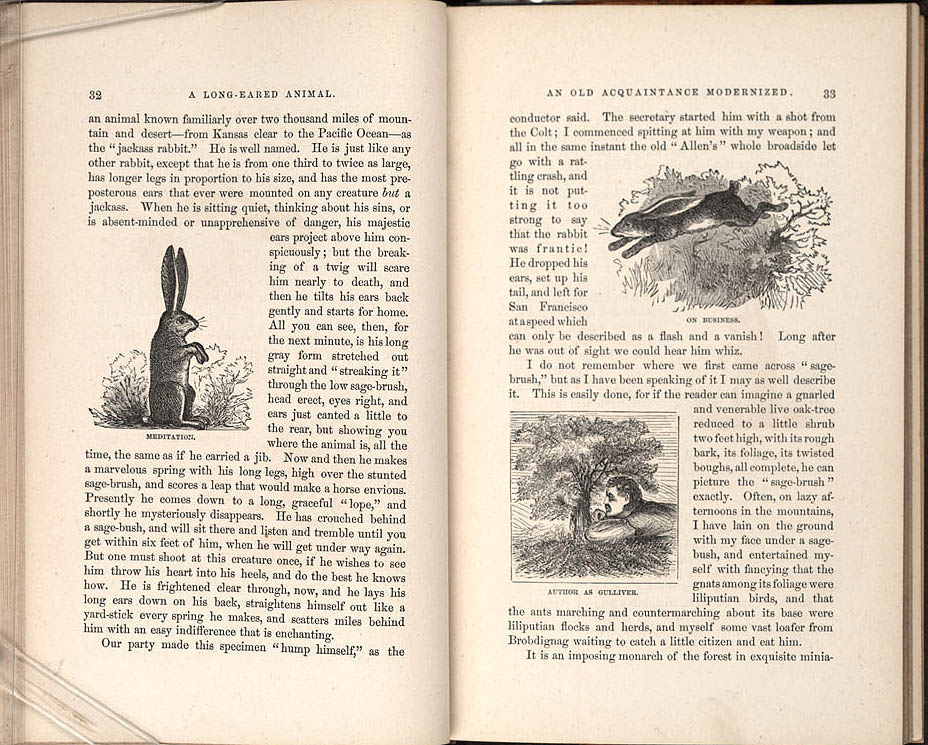 32
A LONG-EARED ANIMAL.
an animal known familiarly over two thousand miles of moun-
tain and desert—from Kansas clear to the Pacific Ocean—as
the “jackass rabbit.” He is well named. He is just like any
other rabbit, except that he is from one third to twice as large,
has longer legs in proportion to his size, and has the most pre-
posterous ears that ever were mounted on any creature but a
jackass. When he is sitting quiet, thinking about his sins, or
is absent-minded or unapprehensive of danger, his majestic
ears project above him con-
spicuously; but the break-
ing of a twig will scare
him nearly to death, and
then he tilts his ears back
gently and starts for home.
All you can see, then, for
the next minute, is his long
gray form stretched out
straight and “streaking it”
through the low sage-brush,
head erect, eyes right, and
ears just canted a little to
the rear, but showing you
where the animal is, all the
MEDITATION.
time, the same as if he carried a jib. Now and then he makes
a marvelous spring with his long legs, high over the stunted
sage-brush, and scores a leap that would make a horse envious.
Presently he comes down to a long, graceful “lope,” and
shortly he mysteriously disappears. He has crouched behind
a sage-bush, and will sit there and listen and tremble until you
get within six feet of him, when he will get under way again.
But one must shoot at this creature once, if he wishes to see
him throw his heart into his heels, and do the best he knows
how. He is frightened clear through, now, and he lays his
long ears down on his back, straightens himself out like a
yard-stick every spring he makes, and scatters miles behind
him with an easy indifference that is enchanting.
Our party made this specimen “hump himself,” as the
AN OLD ACQUAINTANCE MODERNIZED.
33
conductor said. The secretary started him with a shot from
the Colt; I commenced spitting at him with my weapon; and
all in the same instant the old “Allen's” whole broadside let
go with a rat-
tling crash, and
it is not put-
ting it too
strong to say
that the rabbit
was frantic!
He dropped his
ears, set up his
tail, and left for
San Francisco
at a speed which
ON BUSINESS.
can only be described as a flash and a vanish! Long after
he was out of sight we could hear him whiz.
I do not remember where we first came across “sage-
brush,” but as I have been speaking of it I may as well describe
it. This is easily done, for if the reader can imagine a gnarled
and venerable live oak-tree
reduced to a little shrub
two feet high, with its rough
bark, its foliage, its twisted
boughs, all complete, he can
picture the “sage-brush”
exactly. Often, on lazy af-
ternoons in the mountains,
I have lain on the ground
with my face under a sage-
bush, and entertained my-
self with fancying that the
gnats among its foliage were
liliputian birds, and that
AUTHOR AS GULLIVER.
the ants marching and countermarching about its base were
liliputian flocks and herds, and myself some vast loafer from
Brobdignag waiting to catch a little citizen and eat him.
It is an imposing monarch of the forest in exquisite minia-